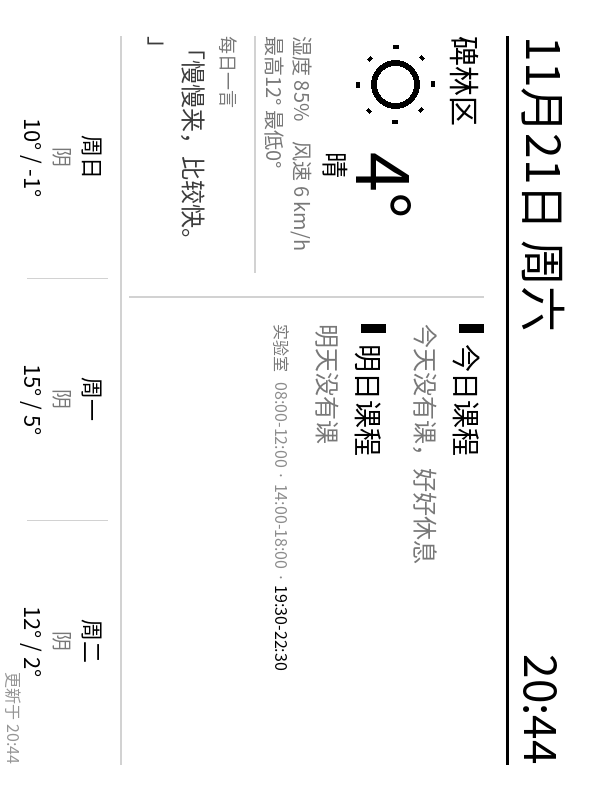 11月21日 周六
20:44
碑林区
4°
晴
湿度 85% 风速 6 km/h
最高12° 最低0°
每日一言
「慢慢来，比较快。
」
今日课程
今天没有课，好好休息
明日课程
明天没有课
实验室 08:00-12:00 · 14:00-18:00 · 19:30-22:30
周日
阴
10° / -1°
周一
阴
15° / 5°
周二
阴
12° / 2°
更新于 20:44